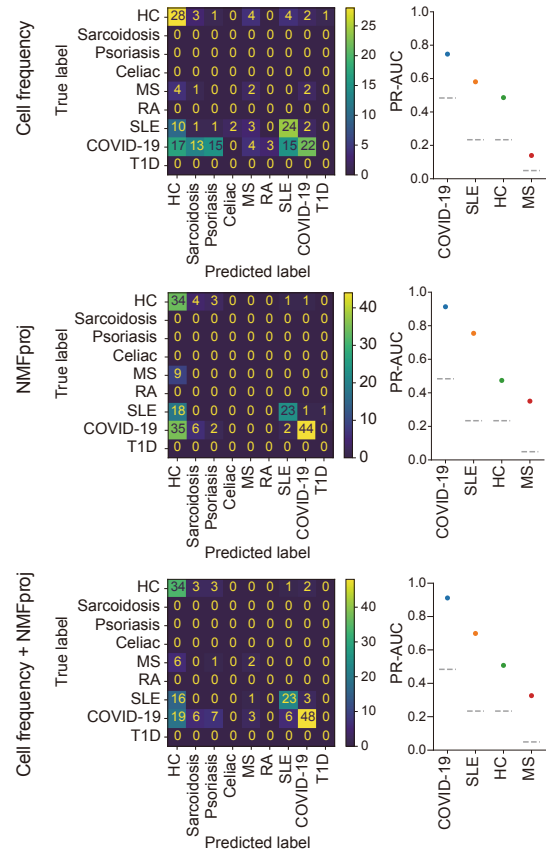 Cell frequency
True label
HC 28 3 1 0 4 0 4 2 1
Sarcoidosis 0 0 0 0 0 0 0 0 0
Psoriasis 0 0 0 0 0 0 0 0 0
Celiac 0 0 0 0 0 0 0 0 0
MS 4 1 0 0 2 0 0 2 0
RA 0 0 0 0 0 0 0 0 0
SLE 10 1 1 2 3 0 24 2 0
COVID-19 17 13 15 0 4 3 15 22 0
T1D 0 0 0 0 0 0 0 0 0
HC Sarcoidosis Psoriasis Celiac MS RA SLE COVID-19 T1D
Predicted label
25
20
15
10
5
0
PR-AUC
1.0
0.8
0.6
0.4
0.2
0
COVID-19 SLE HC MS
NMFproj
True label
HC 34 4 3 0 0 0 1 1 0
Sarcoidosis 0 0 0 0 0 0 0 0 0
Psoriasis 0 0 0 0 0 0 0 0 0
Celiac 0 0 0 0 0 0 0 0 0
MS 9 0 0 0 0 0 0 0 0
RA 0 0 0 0 0 0 0 0 0
SLE 18 0 0 0 0 0 23 1 1
COVID-19 35 6 2 0 0 0 2 44 0
T1D 0 0 0 0 0 0 0 0 0
HC Sarcoidosis Psoriasis Celiac MS RA SLE COVID-19 T1D
Predicted label
40
30
20
10
0
PR-AUC
1.0
0.8
0.6
0.4
0.2
0.0
COVID-19 SLE HC MS
Cell frequency + NMFproj
True label
HC 34 3 3 0 0 0 1 2 0
Sarcoidosis 0 0 0 0 0 0 0 0 0
Psoriasis 0 0 0 0 0 0 0 0 0
Celiac 0 0 0 0 0 0 0 0 0
MS 6 0 1 0 2 0 0 0 0
RA 0 0 0 0 0 0 0 0 0
SLE 16 0 0 0 1 0 23 3 0
COVID-19 19 6 7 0 3 0 6 48 0
T1D 0 0 0 0 0 0 0 0 0
HC Sarcoidosis Psoriasis Celiac MS RA SLE COVID-19 T1D
Predicted label
40
30
20
10
0
PR-AUC
1.0
0.8
0.6
0.4
0.2
0.0
COVID-19 SLE HC MS